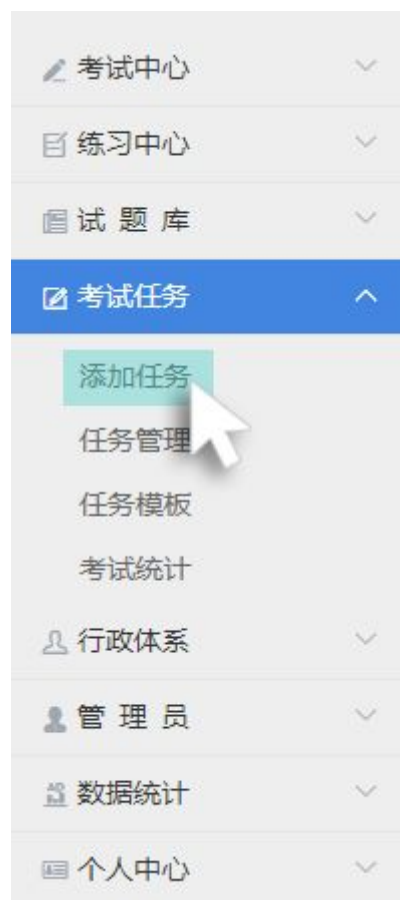 考试中心
练习中心
试 题 库
考试任务
添加任务
任务管理
任务模板
考试统计
行政体系
管 理 员
数据统计
个人中心